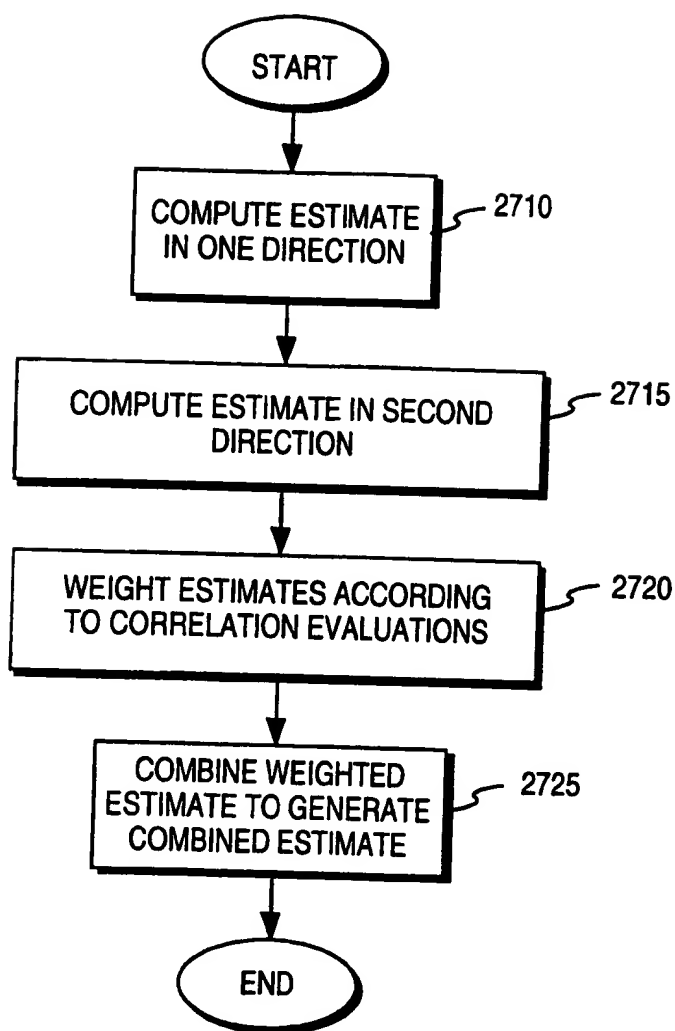 START
COMPUTE ESTIMATE
IN ONE DIRECTION
2710
COMPUTE ESTIMATE IN SECOND
DIRECTION
2715
WEIGHT ESTIMATES ACCORDING
TO CORRELATION EVALUATIONS
2720
COMBINE WEIGHTED
ESTIMATE TO GENERATE
COMBINED ESTIMATE
2725
END